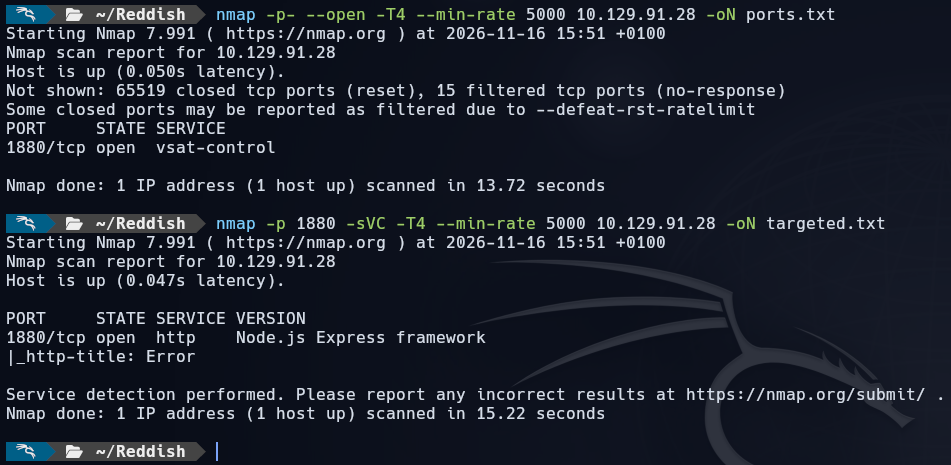 ~/Reddish nmap -p- --open -T4 --min-rate 5000 10.129.91.28 -oN ports.txt
Starting Nmap 7.991 ( https://nmap.org ) at 2026-11-16 15:51 +0100
Nmap scan report for 10.129.91.28
Host is up (0.050s latency).
Not shown: 65519 closed tcp ports (reset), 15 filtered tcp ports (no-response)
Some closed ports may be reported as filtered due to --defeat-rst-ratelimit
PORT     STATE SERVICE
1880/tcp open  vsat-control
Nmap done: 1 IP address (1 host up) scanned in 13.72 seconds
~/Reddish nmap -p 1880 -sVC -T4 --min-rate 5000 10.129.91.28 -oN targeted.txt
Starting Nmap 7.991 ( https://nmap.org ) at 2026-11-16 15:51 +0100
Nmap scan report for 10.129.91.28
Host is up (0.047s latency).
PORT     STATE SERVICE VERSION
1880/tcp open  http    Node.js Express framework
|_http-title: Error
Service detection performed. Please report any incorrect results at https://nmap.org/submit/ .
Nmap done: 1 IP address (1 host up) scanned in 15.22 seconds
~/Reddish